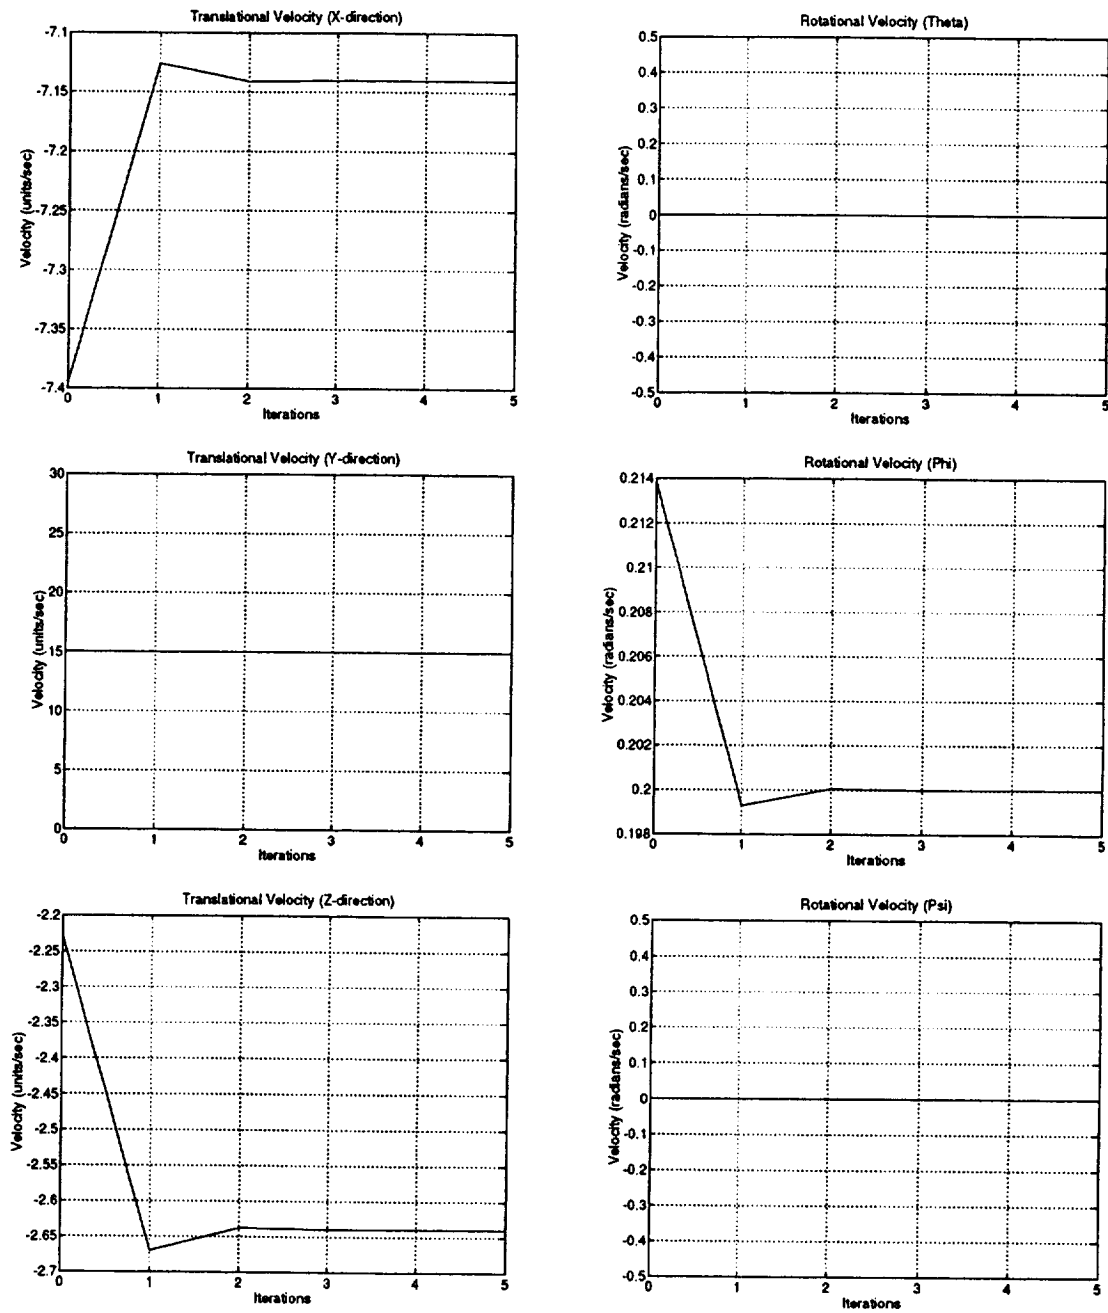 Translational Velocity (X-direction)
Velocity (units/sec)
-7.1
-7.15
-7.2
-7.25
-7.3
-7.35
-7.4
0 1 2 3 4 5
Iterations
Rotational Velocity (Theta)
Velocity (radians/sec)
0.5
0.4
0.3
0.2
0.1
0
-0.1
-0.2
-0.3
-0.4
-0.5
0 1 2 3 4 5
Iterations
Translational Velocity (Y-direction)
Velocity (units/sec)
30
25
20
15
10
5
0
0 1 2 3 4 5
Iterations
Rotational Velocity (Phi)
Velocity (radians/sec)
0.214
0.212
0.21
0.208
0.206
0.204
0.202
0.2
0.198
0 1 2 3 4 5
Iterations
Translational Velocity (Z-direction)
Velocity (units/sec)
-2.2
-2.25
-2.3
-2.35
-2.4
-2.45
-2.5
-2.55
-2.6
-2.65
-2.7
0 1 2 3 4 5
Iterations
Rotational Velocity (Psi)
Velocity (radians/sec)
0.5
0.4
0.3
0.2
0.1
0
-0.1
-0.2
-0.3
-0.4
-0.5
0 1 2 3 4 5
Iterations